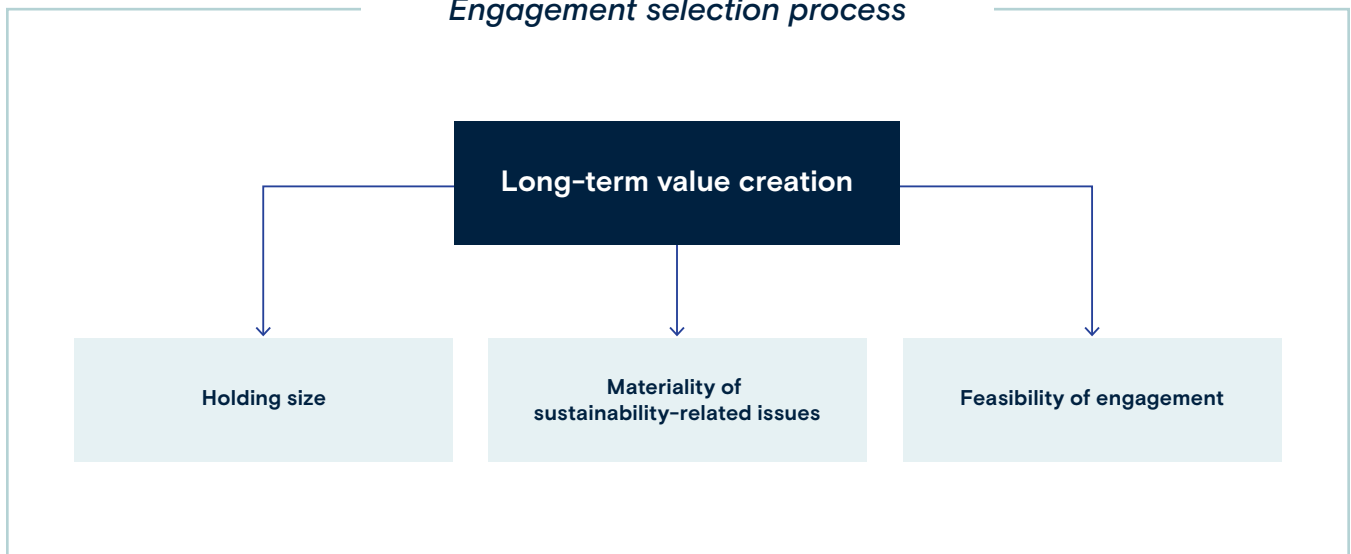 Engagement selection process
Long-term value creation
Holding size
Materiality of
sustainability-related issues
Feasibility of engagement